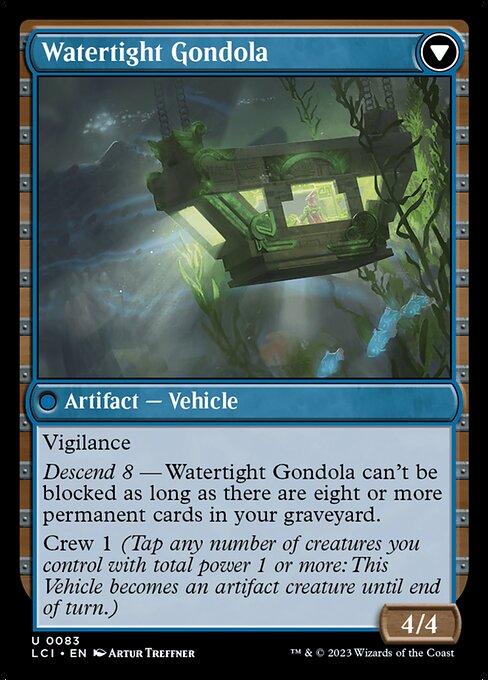 Watertight Gondola
Artifact — Vehicle
Vigilance
Descend 8 — Watertight Gondola can't be
blocked as long as there are eight or more
permanent cards in your graveyard.
Crew 1 (Tap any number of creatures you
control with total power 1 or more: This
Vehicle becomes an artifact creature until end
of turn.)
4/4
U 0083
LCI • EN Artur Treffner
™ & © 2023 Wizards of the Coast